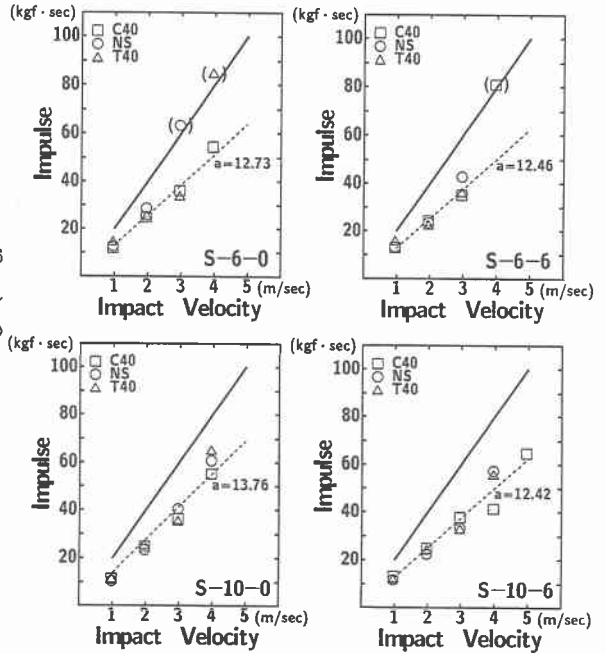 (kgf · sec)
100
80
60
40
20
Impulse
C40
NS
T40
( )
( )
a=12.73
S-6-0
1 2 3 4 5 (m/sec)
Impact Velocity
(kgf · sec)
100
80
60
40
20
Impulse
C40
NS
T40
( )
a=12.46
S-6-6
1 2 3 4 5 (m/sec)
Impact Velocity
(kgf · sec)
100
80
60
40
20
Impulse
C40
NS
T40
a=13.76
S-10-0
1 2 3 4 5 (m/sec)
Impact Velocity
(kgf · sec)
100
80
60
40
20
Impulse
C40
NS
T40
a=12.42
S-10-6
1 2 3 4 5 (m/sec)
Impact Velocity